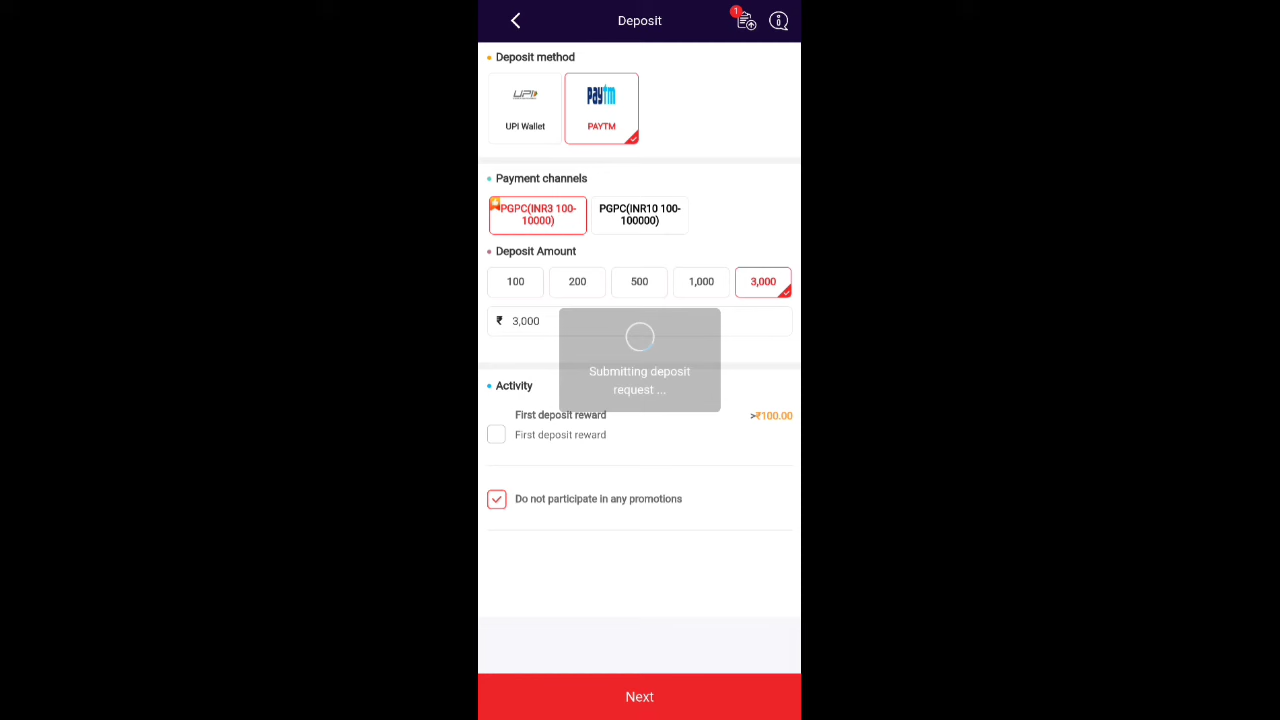 Deposit
1
Deposit method
UPI
Paytm
UPI Wallet
PAYTM
Payment channels
PGPC(INR3 100-
10000)
PGPC(INR10 100-
100000)
Deposit Amount
100
200
500
1,000
3,000
₹ 3,000
Submitting deposit
request ...
Activity
First deposit reward
>₹100.00
First deposit reward
Do not participate in any promotions
Next